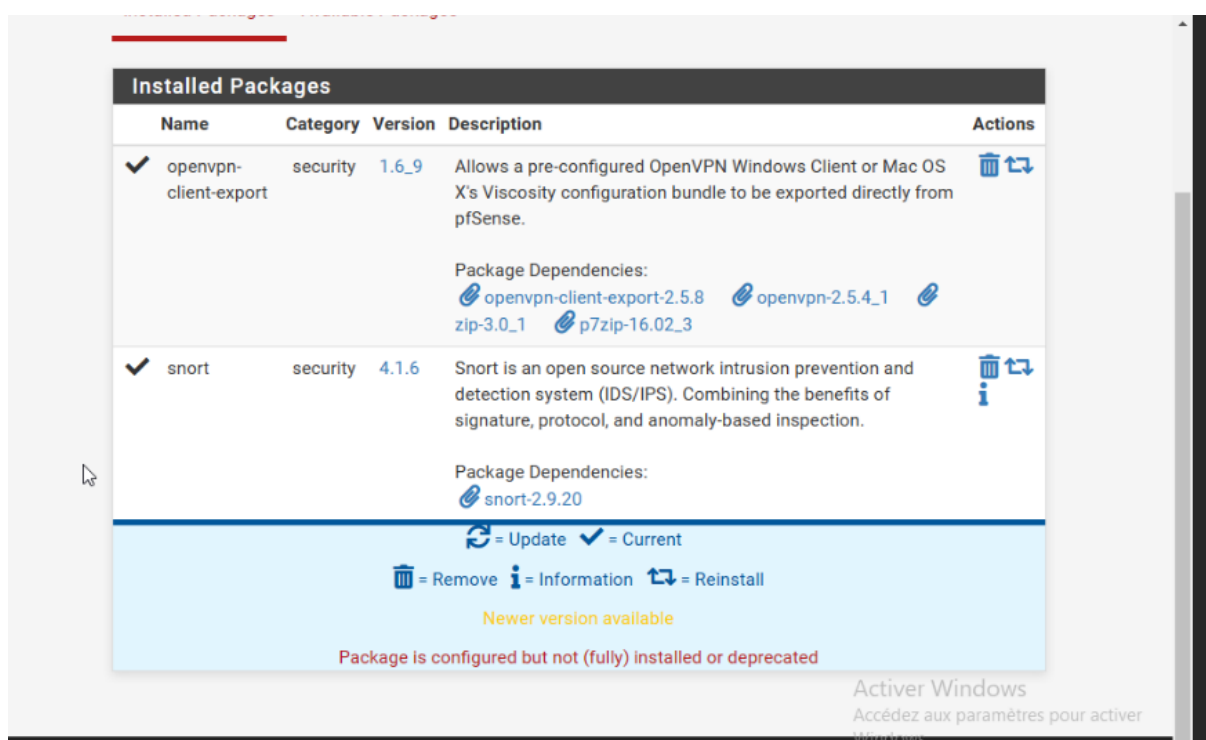 Installed Packages Available Packages
Installed Packages
Name Category Version Description Actions
openvpn-client-export security 1.6_9 Allows a pre-configured OpenVPN Windows Client or Mac OS
X's Viscosity configuration bundle to be exported directly from
pfSense.
Package Dependencies:
openvpn-client-export-2.5.8 openvpn-2.5.4_1
zip-3.0_1 p7zip-16.02_3
snort security 4.1.6 Snort is an open source network intrusion prevention and
detection system (IDS/IPS). Combining the benefits of
signature, protocol, and anomaly-based inspection.
Package Dependencies:
snort-2.9.20
= Update = Current
= Remove = Information = Reinstall
Newer version available
Package is configured but not (fully) installed or deprecated
Activer Windows
Accédez aux paramètres pour activer
Windows